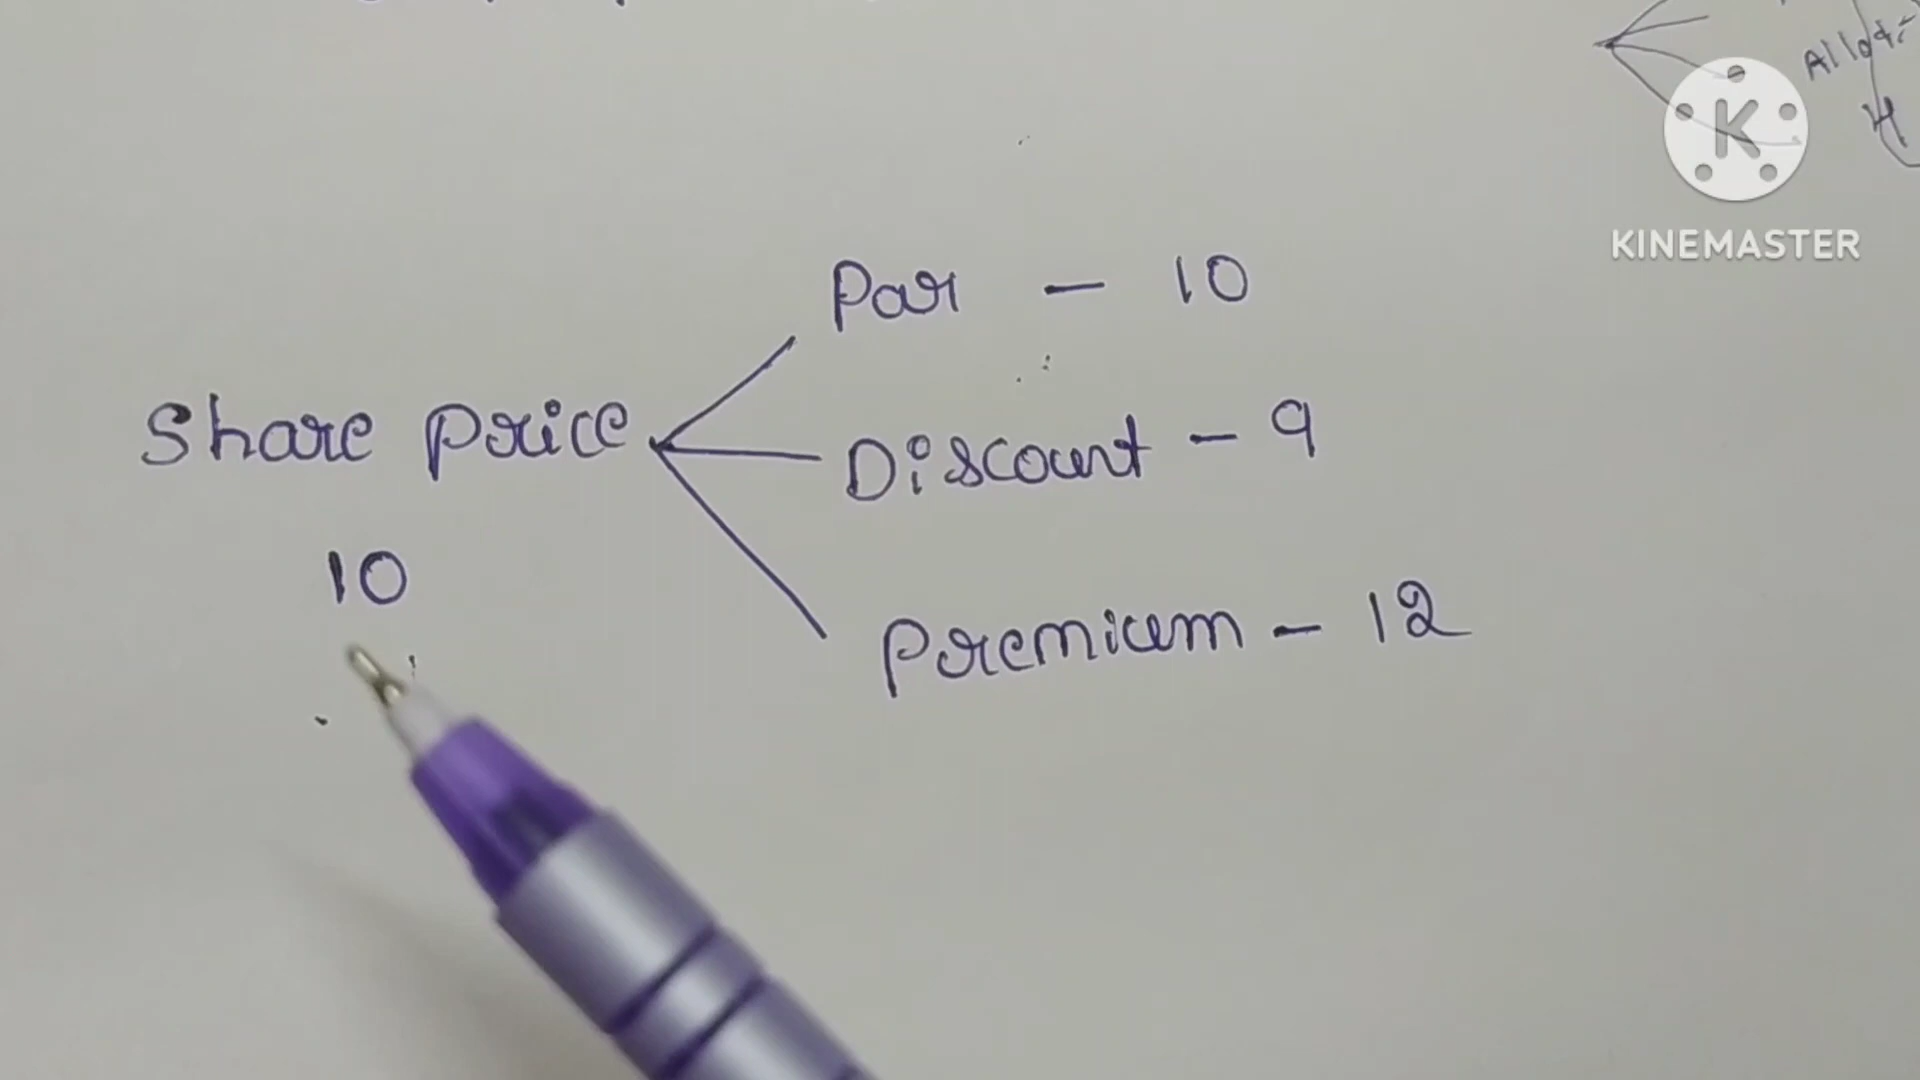 Par - 10
Share price
Discount - 9
10
Premium - 12
K
KINEMASTER